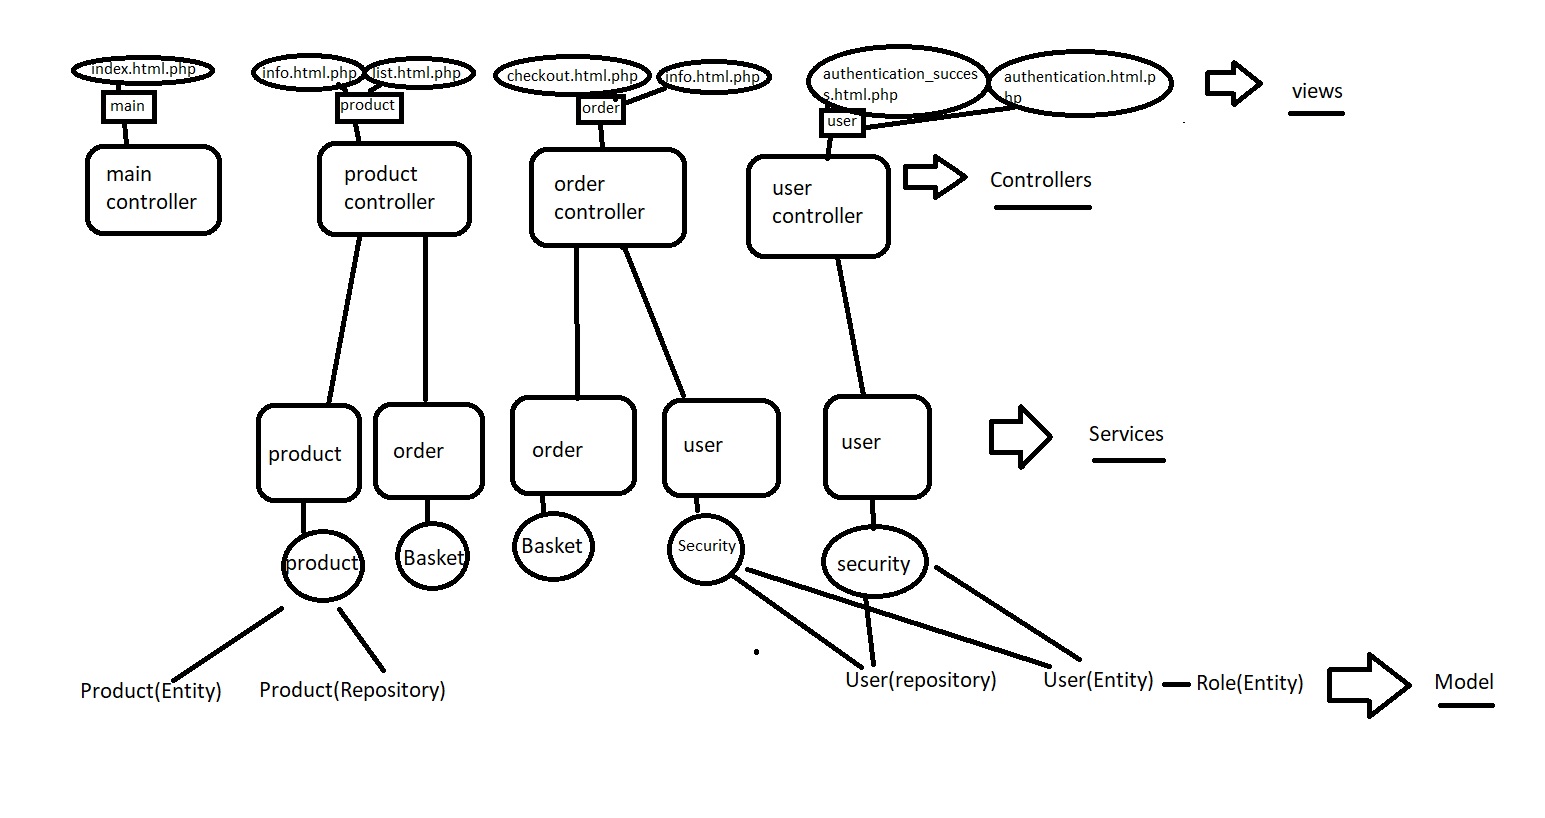 index.html.php
info.html.php
list.html.php
checkout.html.php
info.html.php
authentication_succes
s.html.php
authentication.html.p
hp
views
main
product
order
user
main
controller
product
controller
order
controller
user
controller
Controllers
product
order
order
user
user
Services
product
Basket
Basket
Security
security
Product(Entity)
Product(Repository)
User(repository)
User(Entity)
Role(Entity)
Model